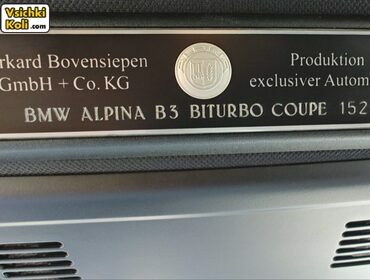 Vsichki
Koli.com
rkard Bovensiepen
GmbH + Co. KG
Produktion
exclusiver Autom
BMW ALPINA B3 BITURBO COUPE 152